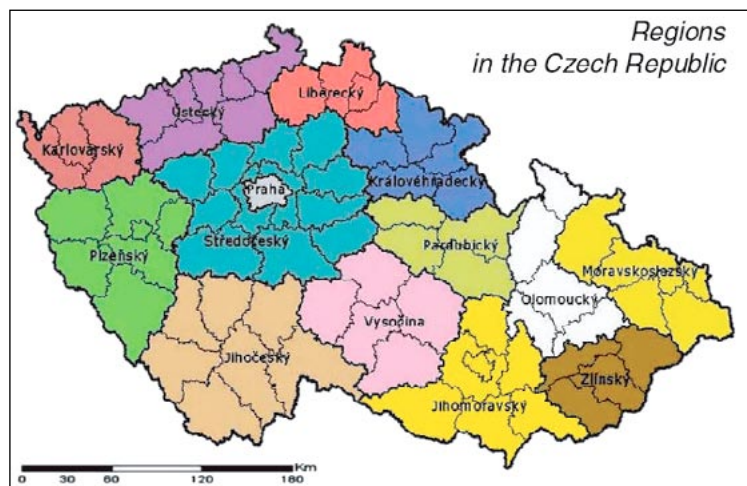 Regions
in the Czech Republic
Ústecký
Liberecký
Karlovarský
Královéhradecký
Praha
Středočeský
Pardubický
Plzeňský
Moravskoslezský
Olomoucký
Vysočina
Jihočeský
Zlínský
Jihomoravský
Km
0 30 60 120 180